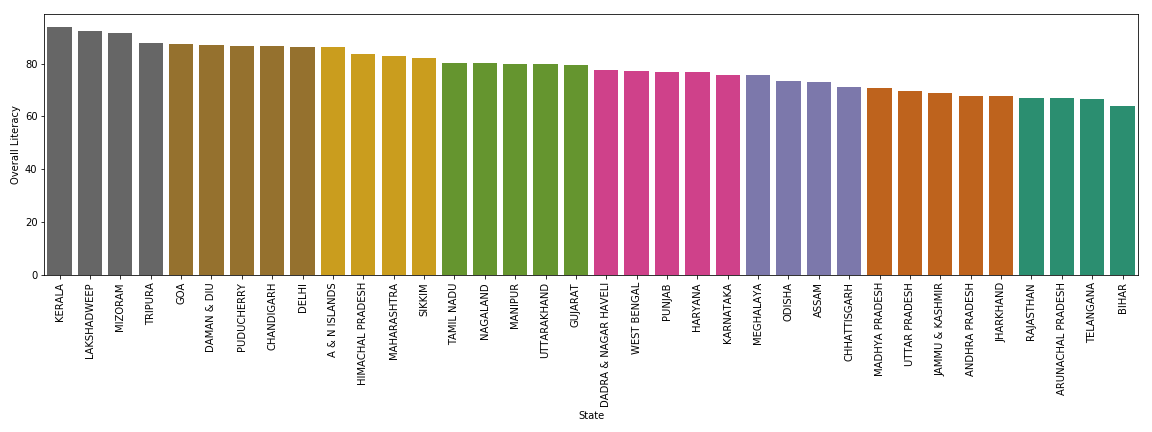 Overall Literacy
80
60
40
20
0
KERALA
LAKSHADWEEP
MIZORAM
TRIPURA
GOA
DAMAN & DIU
PUDUCHERRY
CHANDIGARH
DELHI
A & N ISLANDS
HIMACHAL PRADESH
MAHARASHTRA
SIKKIM
TAMIL NADU
NAGALAND
MANIPUR
UTTARAKHAND
GUJARAT
DADRA & NAGAR HAVELI
WEST BENGAL
PUNJAB
HARYANA
KARNATAKA
MEGHALAYA
ODISHA
ASSAM
CHHATTISGARH
MADHYA PRADESH
UTTAR PRADESH
JAMMU & KASHMIR
ANDHRA PRADESH
JHARKHAND
RAJASTHAN
ARUNACHAL PRADESH
TELANGANA
BIHAR
State